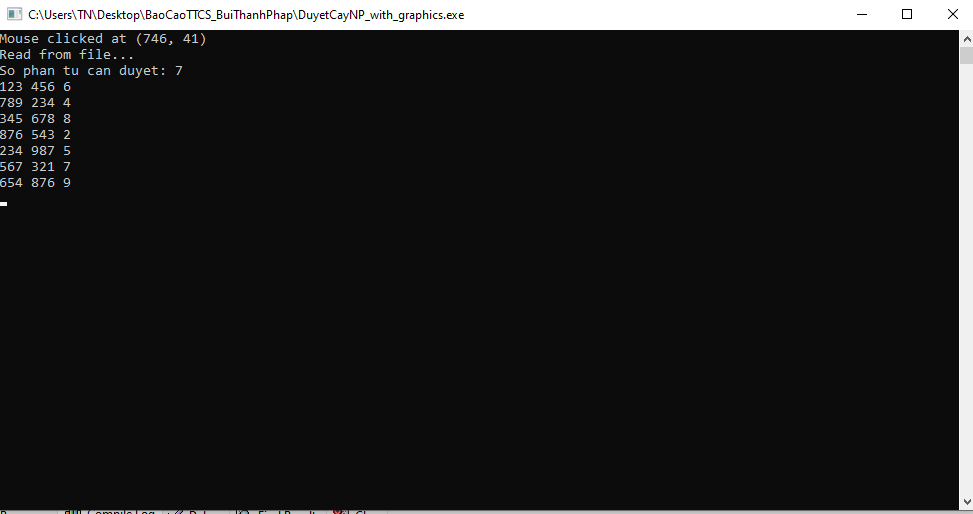 C:\Users\TN\Desktop\BaoCaoTTCS_BuiThanhPhap\DuyetCayNP_with_graphics.exe
Mouse clicked at (746, 41)
Read from file...
So phan tu can duyet: 7
123 456 6
789 234 4
345 678 8
876 543 2
234 987 5
567 321 7
654 876 9